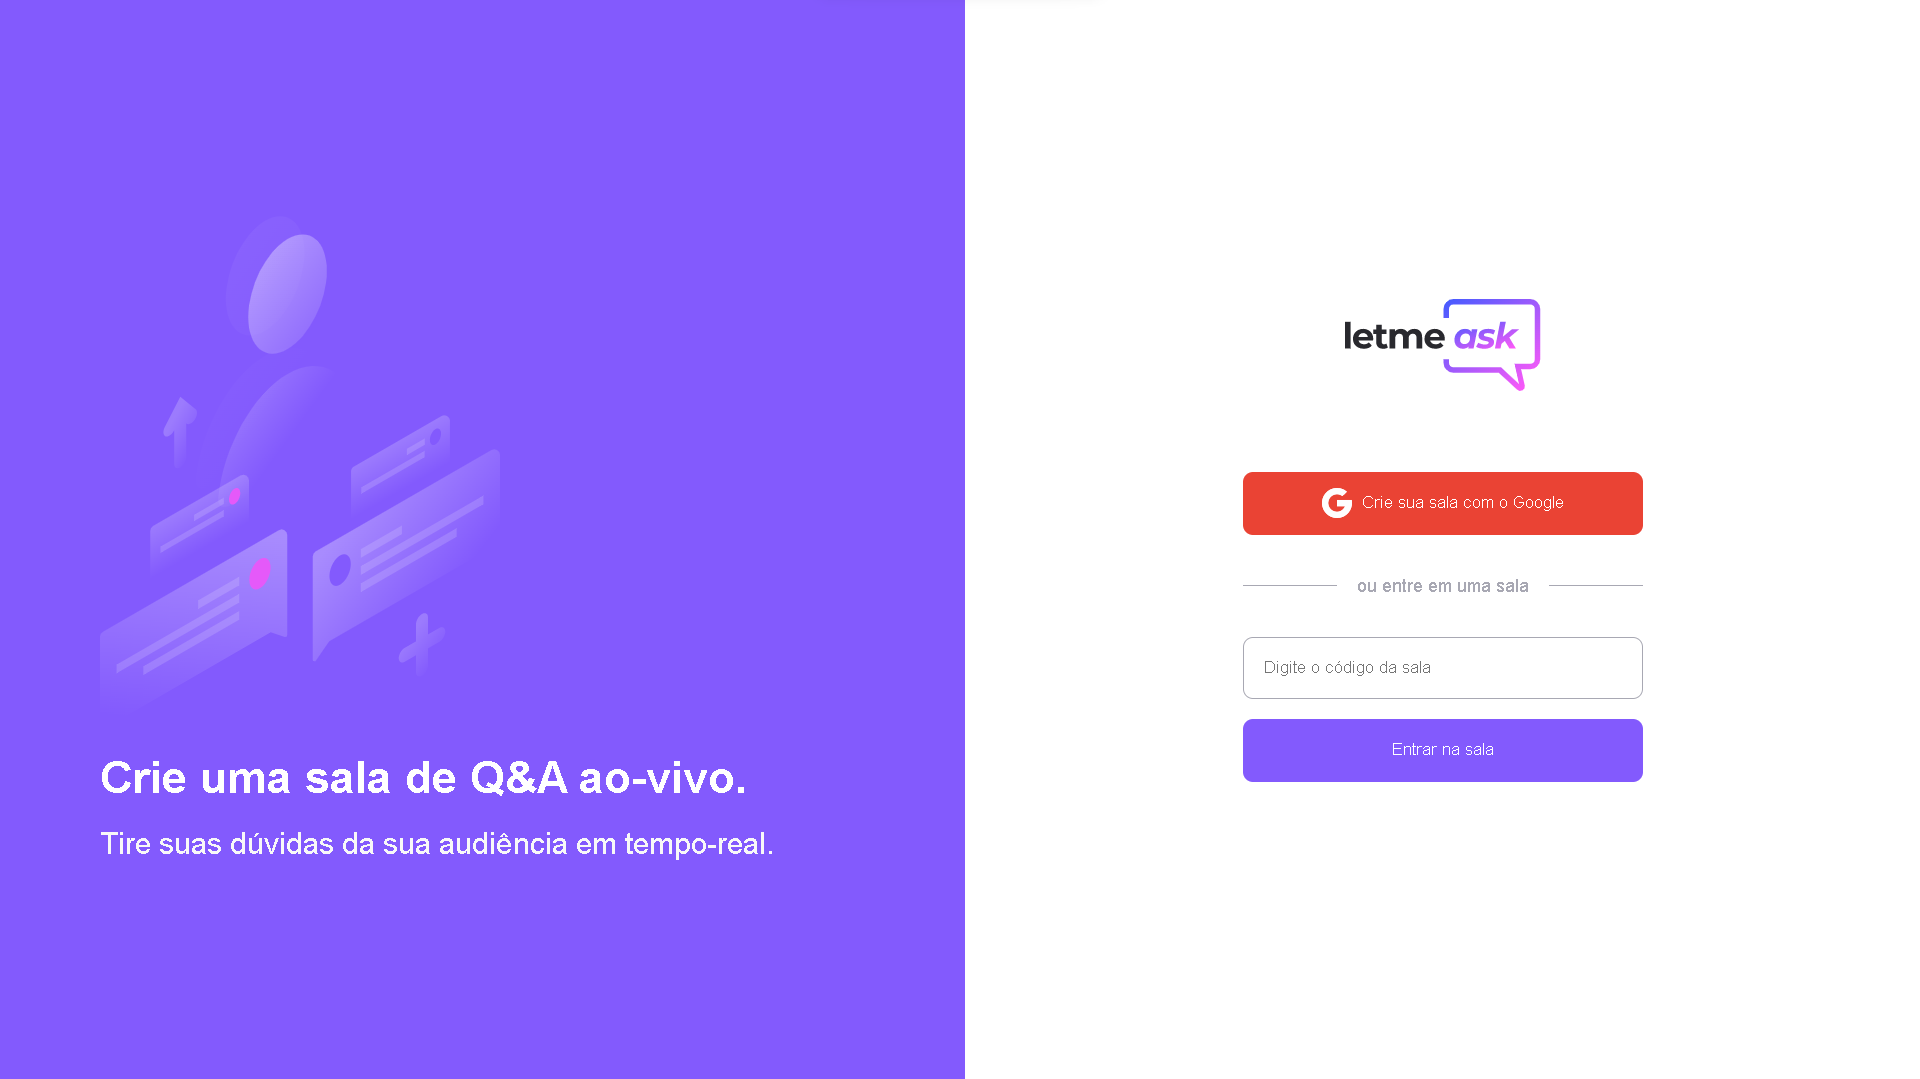 Crie uma sala de Q&A ao-vivo.
Tire suas dúvidas da sua audiência em tempo-real.
letme ask
Crie sua sala com o Google
ou entre em uma sala
Digite o código da sala
Entrar na sala